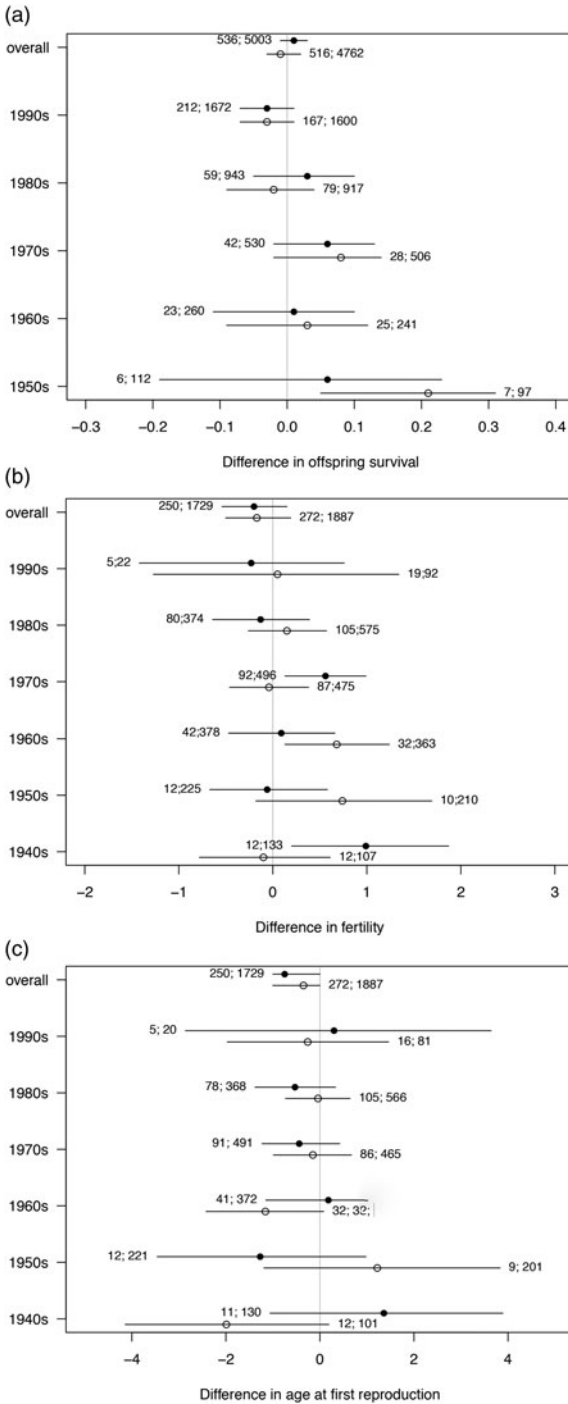 (a)
overall
536; 5003
516; 4762
1990s
212; 1672
167; 1600
1980s
59; 943
79; 917
1970s
42; 530
28; 506
1960s
23; 260
25; 241
1950s
6; 112
7; 97
−0.3 −0.2 −0.1 0.0 0.1 0.2 0.3 0.4
Difference in offspring survival
(b)
overall
250; 1729
272; 1887
1990s
5;22
19;92
1980s
80;374
105;575
1970s
92;496
87;475
1960s
42;378
32;363
1950s
12;225
10;210
1940s
12;133
12;107
−2 −1 0 1 2 3
Difference in fertility
(c)
overall
250; 1729
272; 1887
1990s
5; 20
16; 81
1980s
78; 368
105; 566
1970s
91; 491
86; 465
1960s
41; 372
32; 32;
1950s
12; 221
9; 201
1940s
11; 130
12; 101
−4 −2 0 2 4
Difference in age at first reproduction